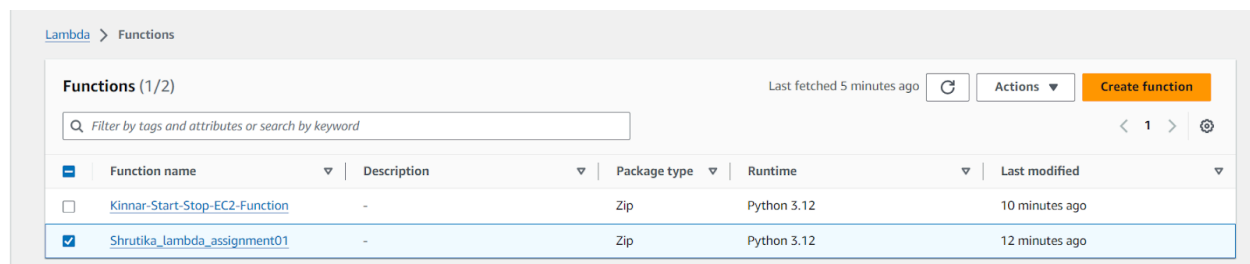 Lambda > Functions
Functions (1/2) Last fetched 5 minutes ago Actions Create function
Filter by tags and attributes or search by keyword < 1 >
Function name Description Package type Runtime Last modified
Kinnar-Start-Stop-EC2-Function - Zip Python 3.12 10 minutes ago
Shrutika_lambda_assignment01 - Zip Python 3.12 12 minutes ago